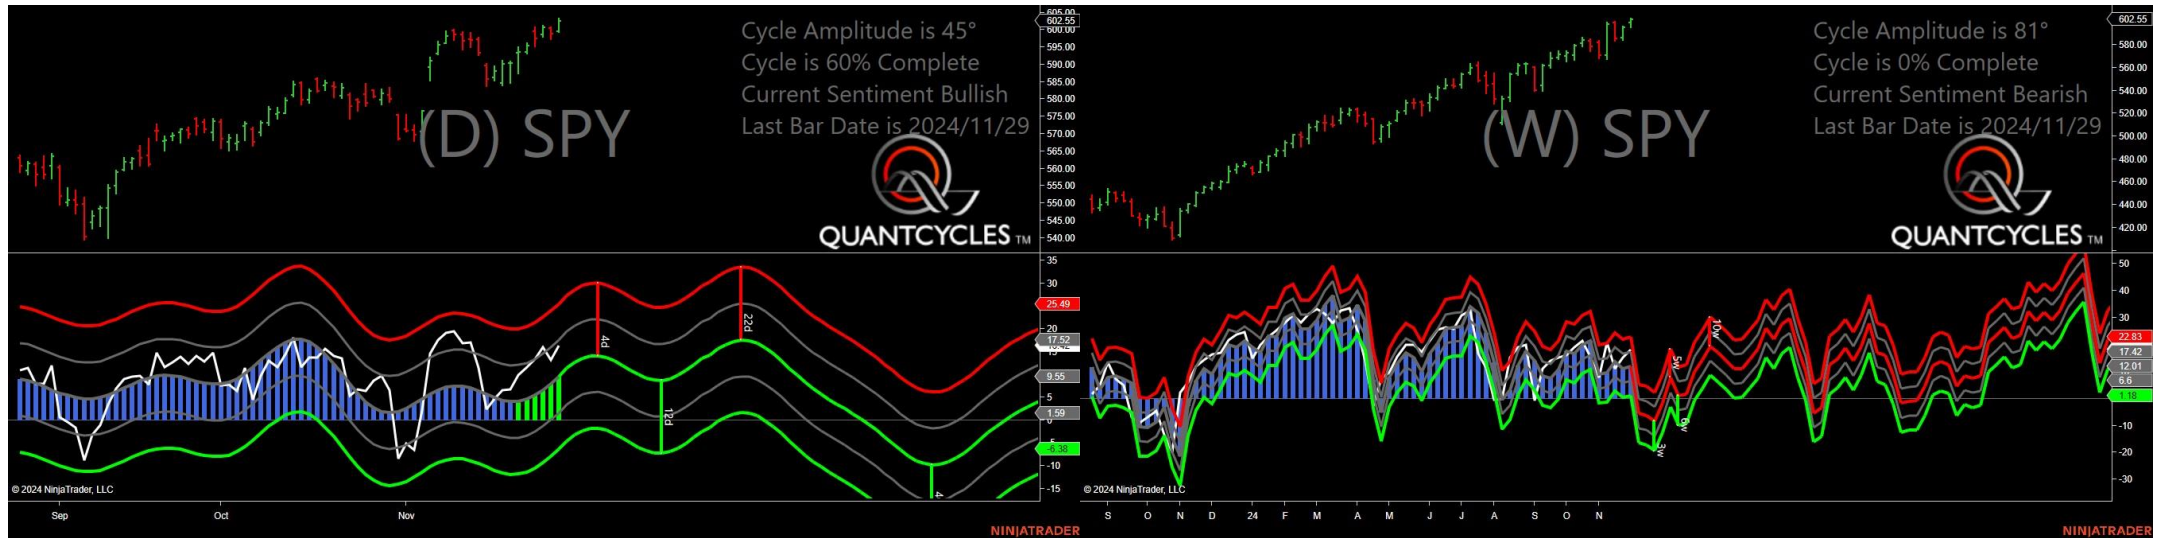 605.00
602.55
600.00
595.00
590.00
585.00
580.00
575.00
570.00
565.00
560.00
555.00
550.00
545.00
540.00
Cycle Amplitude is 45°
Cycle is 60% Complete
Current Sentiment Bullish
Last Bar Date is 2024/11/29
(D) SPY
QUANTCYCLES TM
35
30
25.49
20
17.52
15
9.55
5
1.59
0
-6.38
-10
-15
4d
22d
12d
© 2024 NinjaTrader, LLC
Sep Oct Nov
NINJATRADER
602.55
580.00
560.00
540.00
520.00
500.00
480.00
460.00
440.00
420.00
Cycle Amplitude is 81°
Cycle is 0% Complete
Current Sentiment Bearish
Last Bar Date is 2024/11/29
(W) SPY
QUANTCYCLES TM
50
40
30
22.83
17.42
12.01
6.6
1.18
-10
-20
-30
10w
5w
3w
© 2024 NinjaTrader, LLC
S O N D 24 F M A M J J A S O N
NINJATRADER